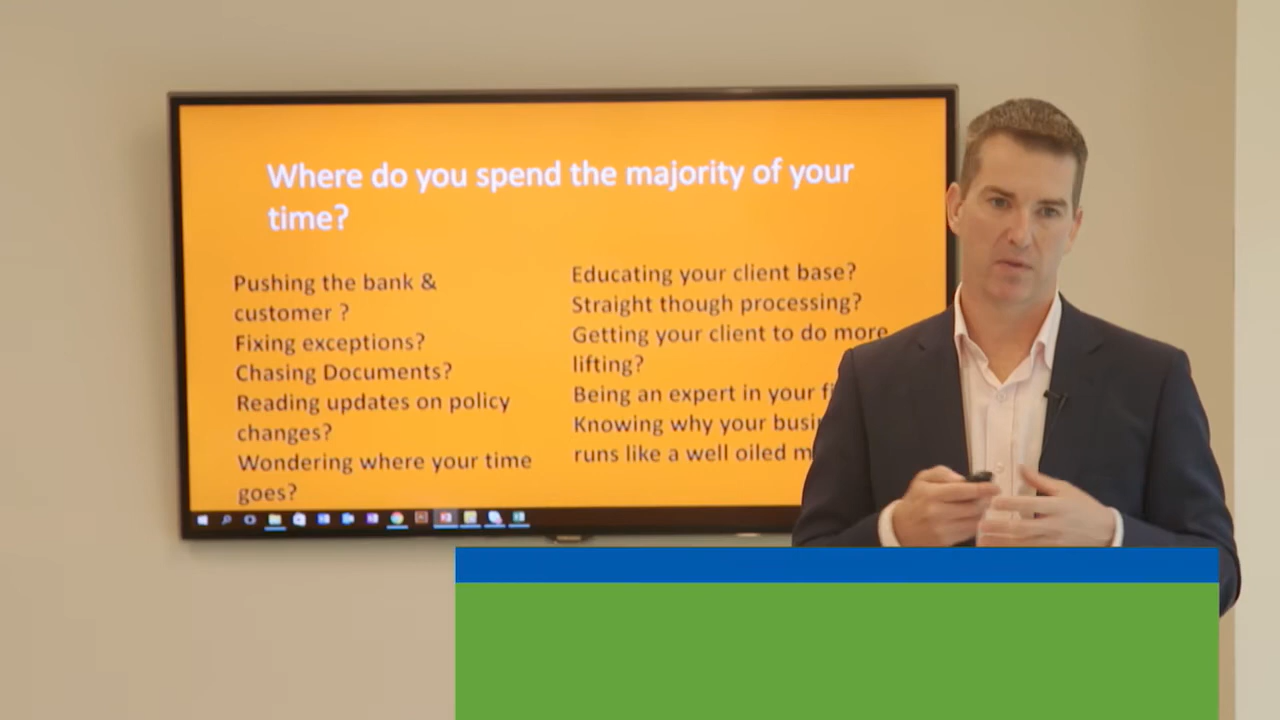 Where do you spend the majority of your
time?
Pushing the bank &
customer ?
Fixing exceptions?
Chasing Documents?
Reading updates on policy
changes?
Wondering where your time
goes?
Educating your client base?
Straight though processing?
Getting your client to do more
lifting?
Being an expert in your
Knowing why your
runs like a well oiled